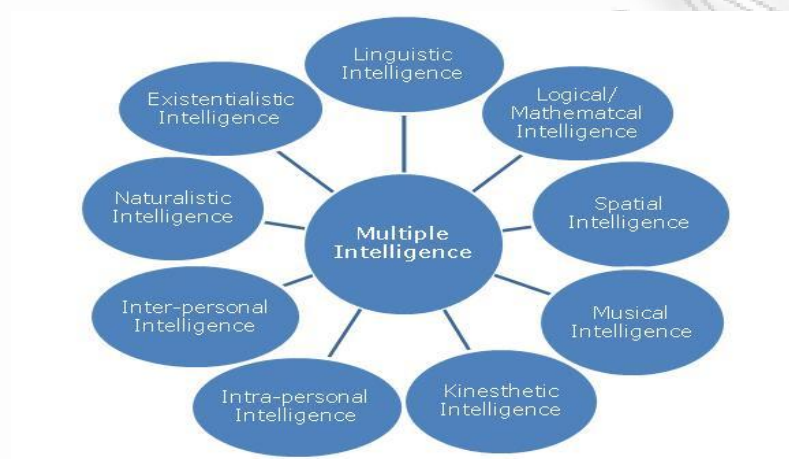 Linguistic
Intelligence
Logical/
Mathematcal
Intelligence
Spatial
Intelligence
Musical
Intelligence
Kinesthetic
Intelligence
Intra-personal
Intelligence
Inter-personal
Intelligence
Naturalistic
Intelligence
Existentialistic
Intelligence
Multiple
Intelligence